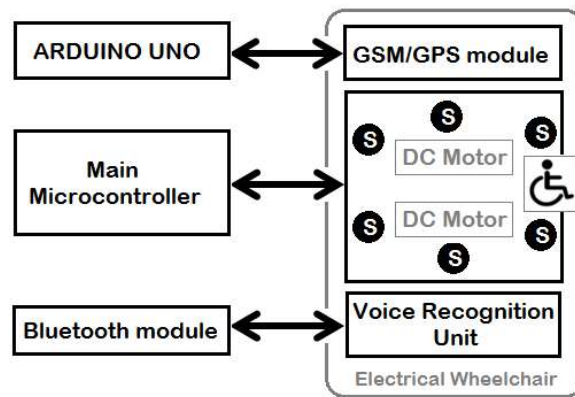 ARDUINO UNO
GSM/GPS module
S
S
S
DC Motor
Main
Microcontroller
DC Motor
S
S
S
Bluetooth module
Voice Recognition
Unit
Electrical Wheelchair